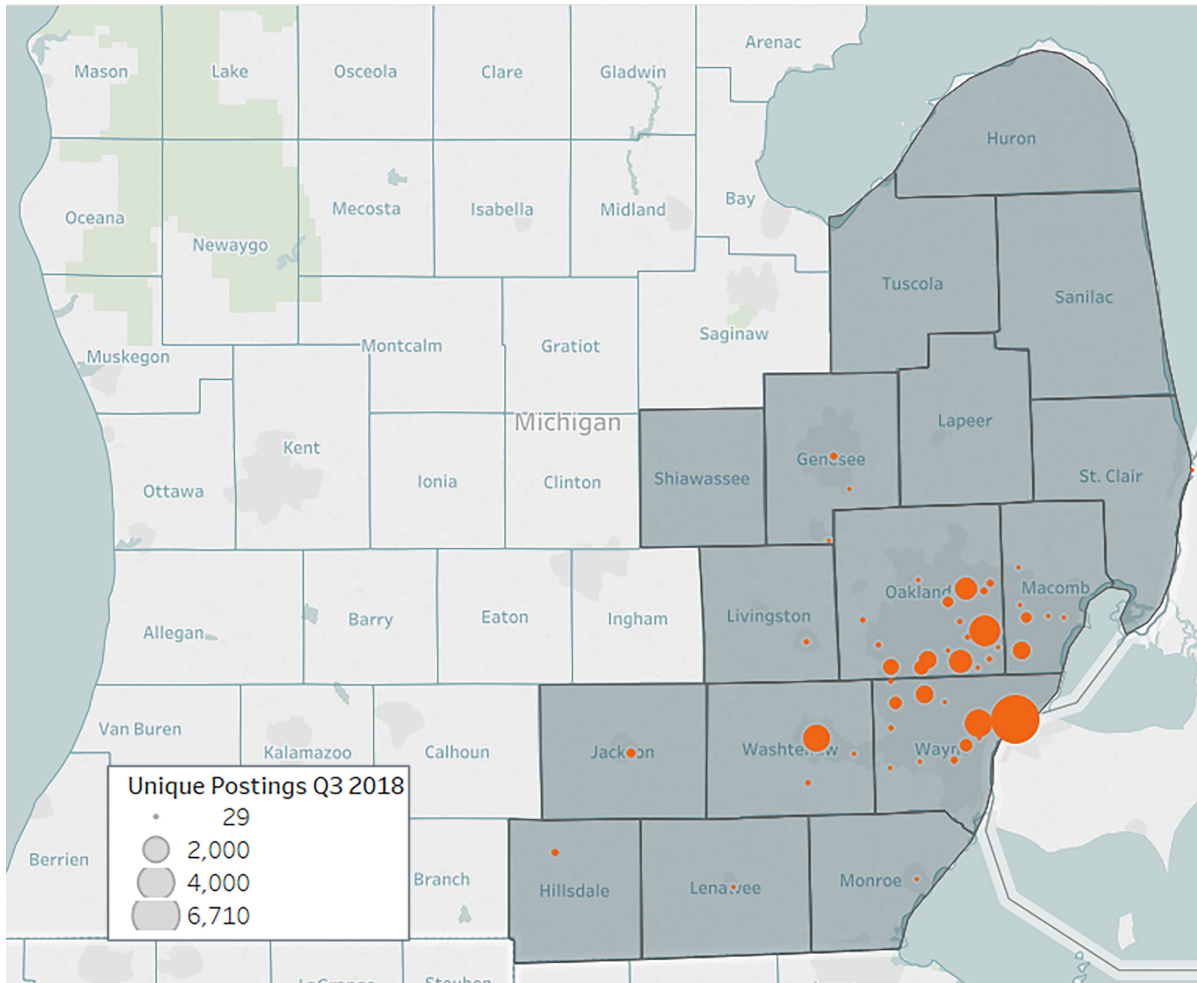 Arenac
Mason
Lake
Osceola
Clare
Gladwin
Huron
Oceana
Newaygo
Mecosta
Isabella
Midland
Bay
Tuscola
Sanilac
Muskegon
Montcalm
Gratiot
Saginaw
Michigan
Lapeer
Kent
Ottawa
Ionia
Clinton
Shiawassee
Genesee
St. Clair
Oakland
Macomb
Allegan
Barry
Eaton
Ingham
Livingston
Van Buren
Kalamazoo
Calhoun
Jackson
Washtenaw
Wayne
Unique Postings Q3 2018
29
2,000
4,000
6,710
Berrien
Branch
Hillsdale
Lenawee
Monroe
LaGrange
Steuben